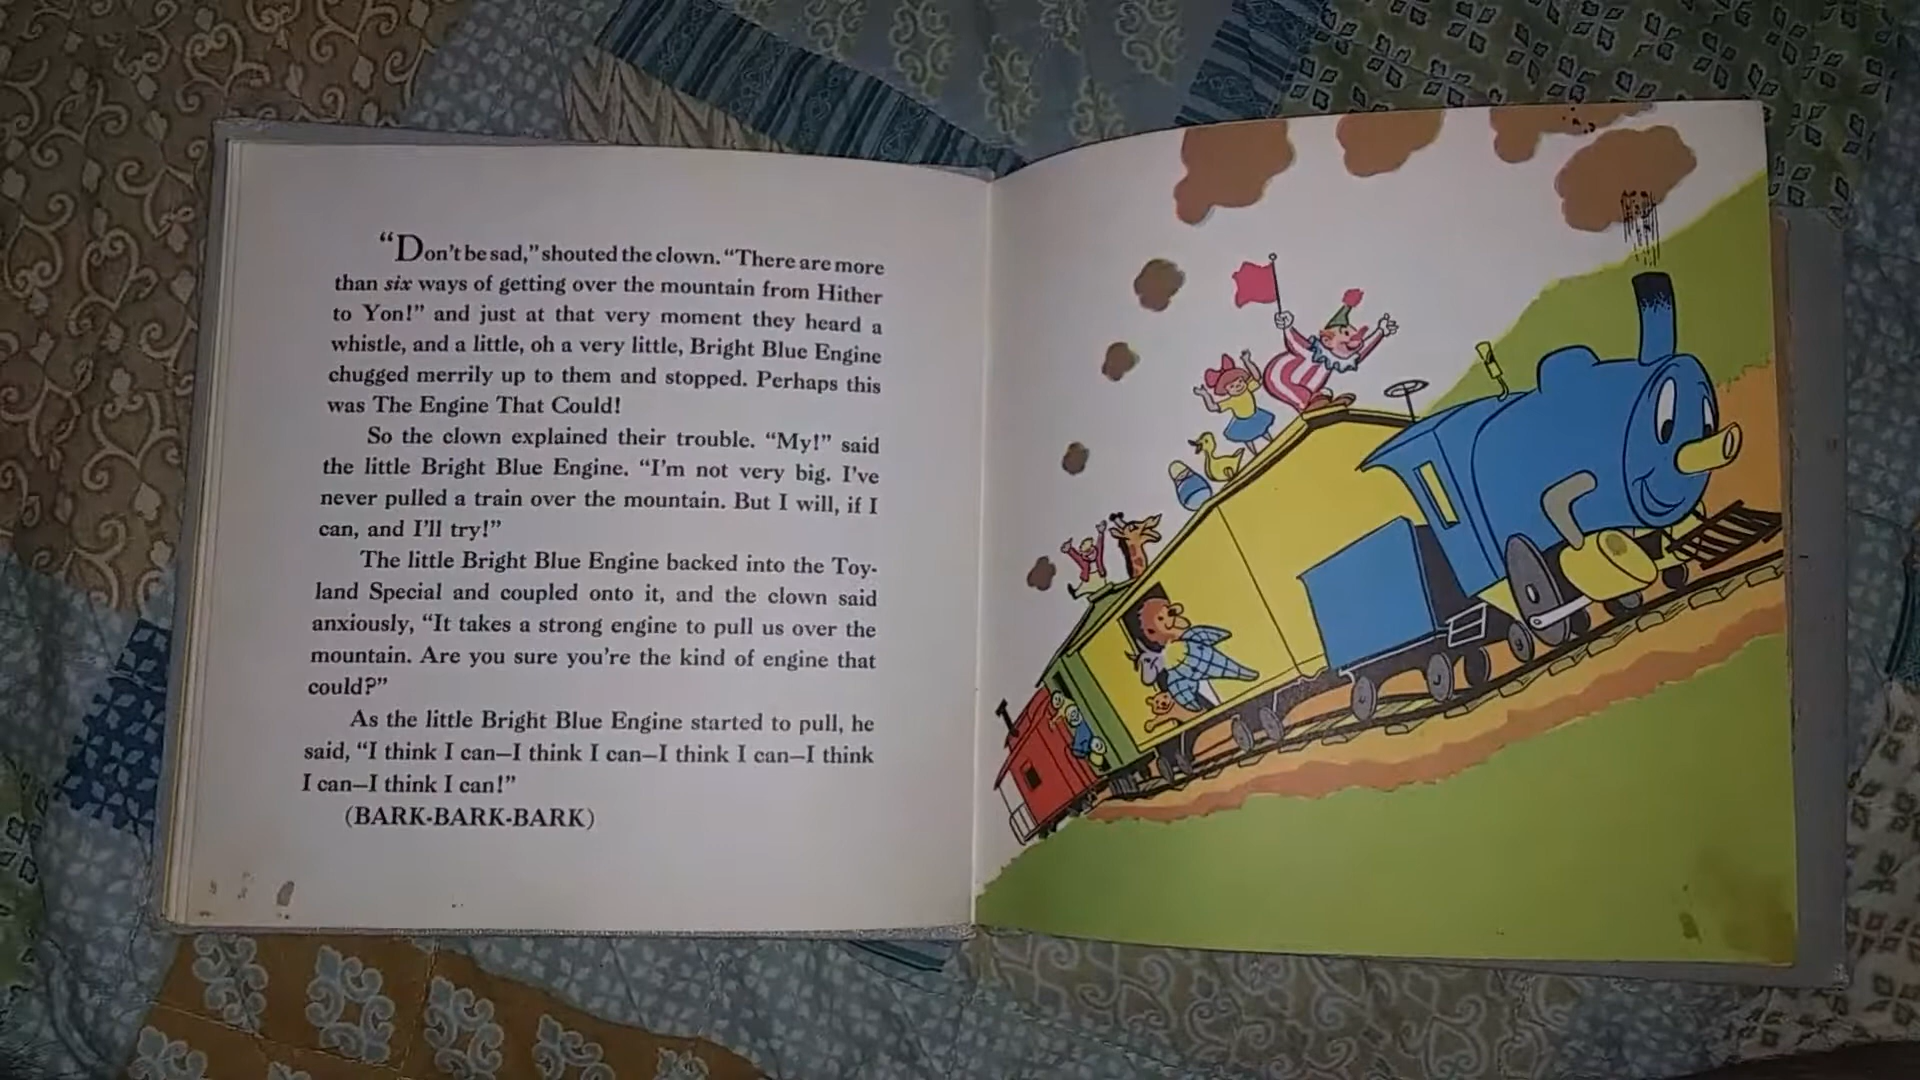 “Don't be sad,” shouted the clown. “There are more
than six ways of getting over the mountain from Hither
to Yon!” and just at that very moment they heard a
whistle, and a little, oh a very little, Bright Blue Engine
chugged merrily up to them and stopped. Perhaps this
was The Engine That Could!
So the clown explained their trouble. “My!” said
the little Bright Blue Engine. “I'm not very big. I've
never pulled a train over the mountain. But I will, if I
can, and I'll try!”
The little Bright Blue Engine backed into the Toy-
land Special and coupled onto it, and the clown said
anxiously, “It takes a strong engine to pull us over the
mountain. Are you sure you're the kind of engine that
could?”
As the little Bright Blue Engine started to pull, he
said, “I think I can—I think I can—I think I can—I think
I can—I think I can!”
(BARK-BARK-BARK)